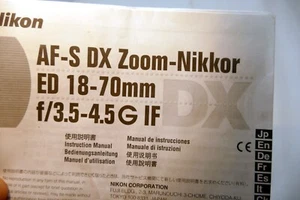 Nikon
AF-S DX Zoom-Nikkor
ED 18-70mm
f/3.5-4.5G IF
DX
使用説明書 Manual de instrucciones
Instruction Manual Manuale di istruzioni
Bedienungsanleitung 使用说明书
Manuel d'utilisation 使用說明書
NIKON CORPORATION
Jp
En
De
Fr
Es
It